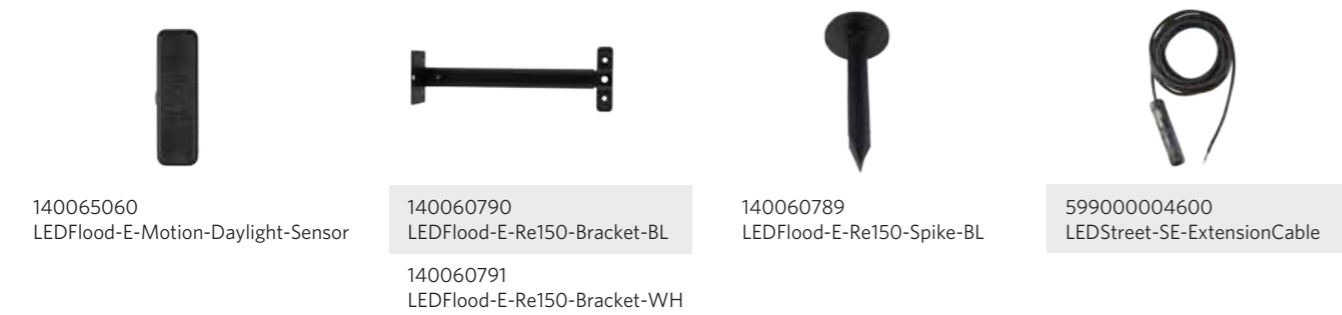 140065060
LEDFlood-E-Motion-Daylight-Sensor
140060790
LEDFlood-E-Re150-Bracket-BL
140060791
LEDFlood-E-Re150-Bracket-WH
140060789
LEDFlood-E-Re150-Spike-BL
599000004600
LEDStreet-SE-ExtensionCable